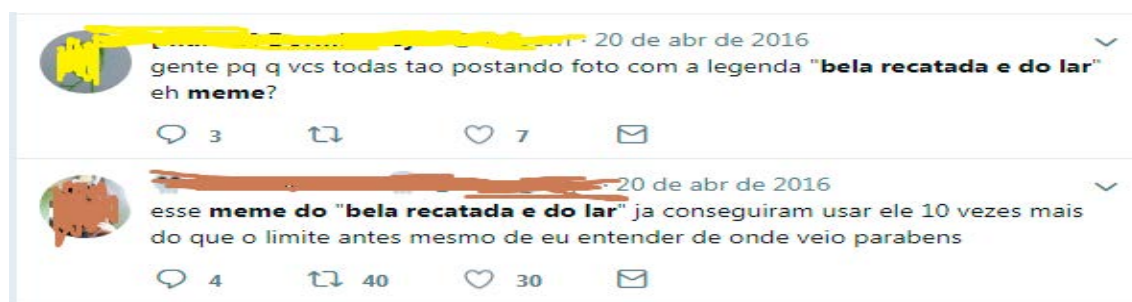 20 de abr de 2016
gente pq q vcs todas tao postando foto com a legenda "bela recatada e do lar"
eh meme?
3 7
20 de abr de 2016
esse meme do "bela recatada e do lar" ja conseguiram usar ele 10 vezes mais
do que o limite antes mesmo de eu entender de onde veio parabens
4 40 30